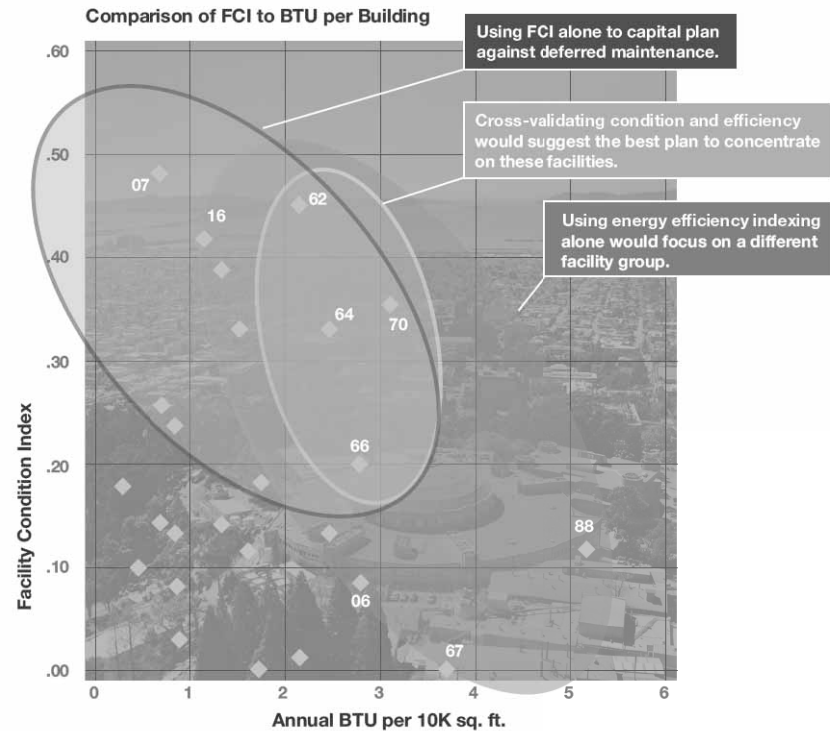 Comparison of FCI to BTU per Building
Using FCI alone to capital plan
against deferred maintenance.
Cross-validating condition and efficiency
would suggest the best plan to concentrate
on these facilities.
Using energy efficiency indexing
alone would focus on a different
facility group.
Facility Condition Index
.60
.50
.40
.30
.20
.10
.00
07
16
62
64
70
66
88
06
67
0
1
2
3
4
5
6
Annual BTU per 10K sq. ft.